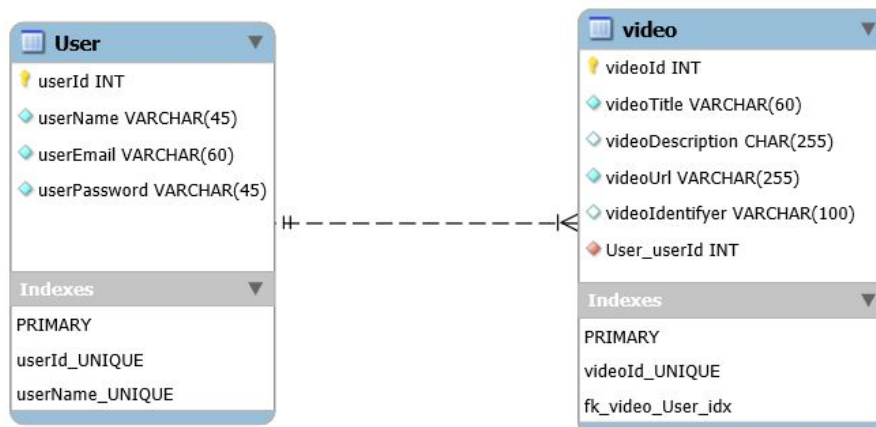 User
userId INT
userName VARCHAR(45)
userEmail VARCHAR(60)
userPassword VARCHAR(45)
Indexes
PRIMARY
userId_UNIQUE
userName_UNIQUE
video
videoId INT
videoTitle VARCHAR(60)
videoDescription CHAR(255)
videoUrl VARCHAR(255)
videoIdentifyer VARCHAR(100)
User_userId INT
Indexes
PRIMARY
videoId_UNIQUE
fk_video_User_idx